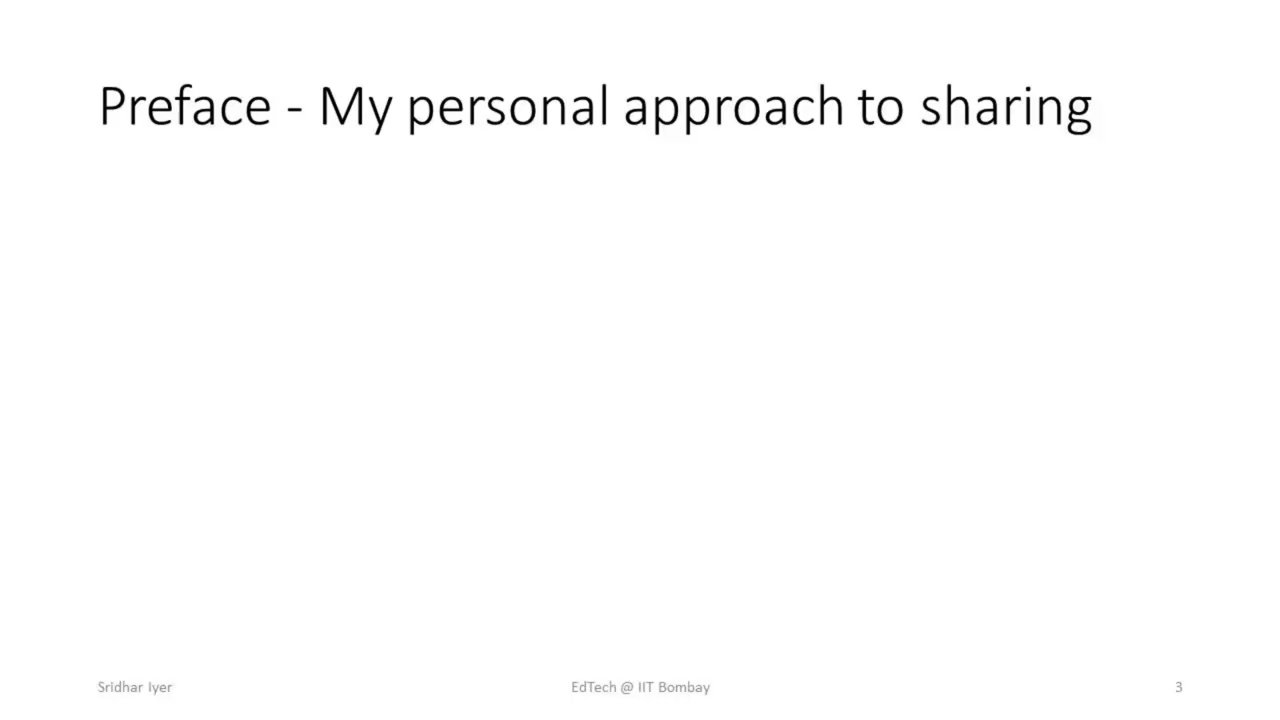 Preface - My personal approach to sharing
Sridhar Iyer
EdTech @ IIT Bombay
3